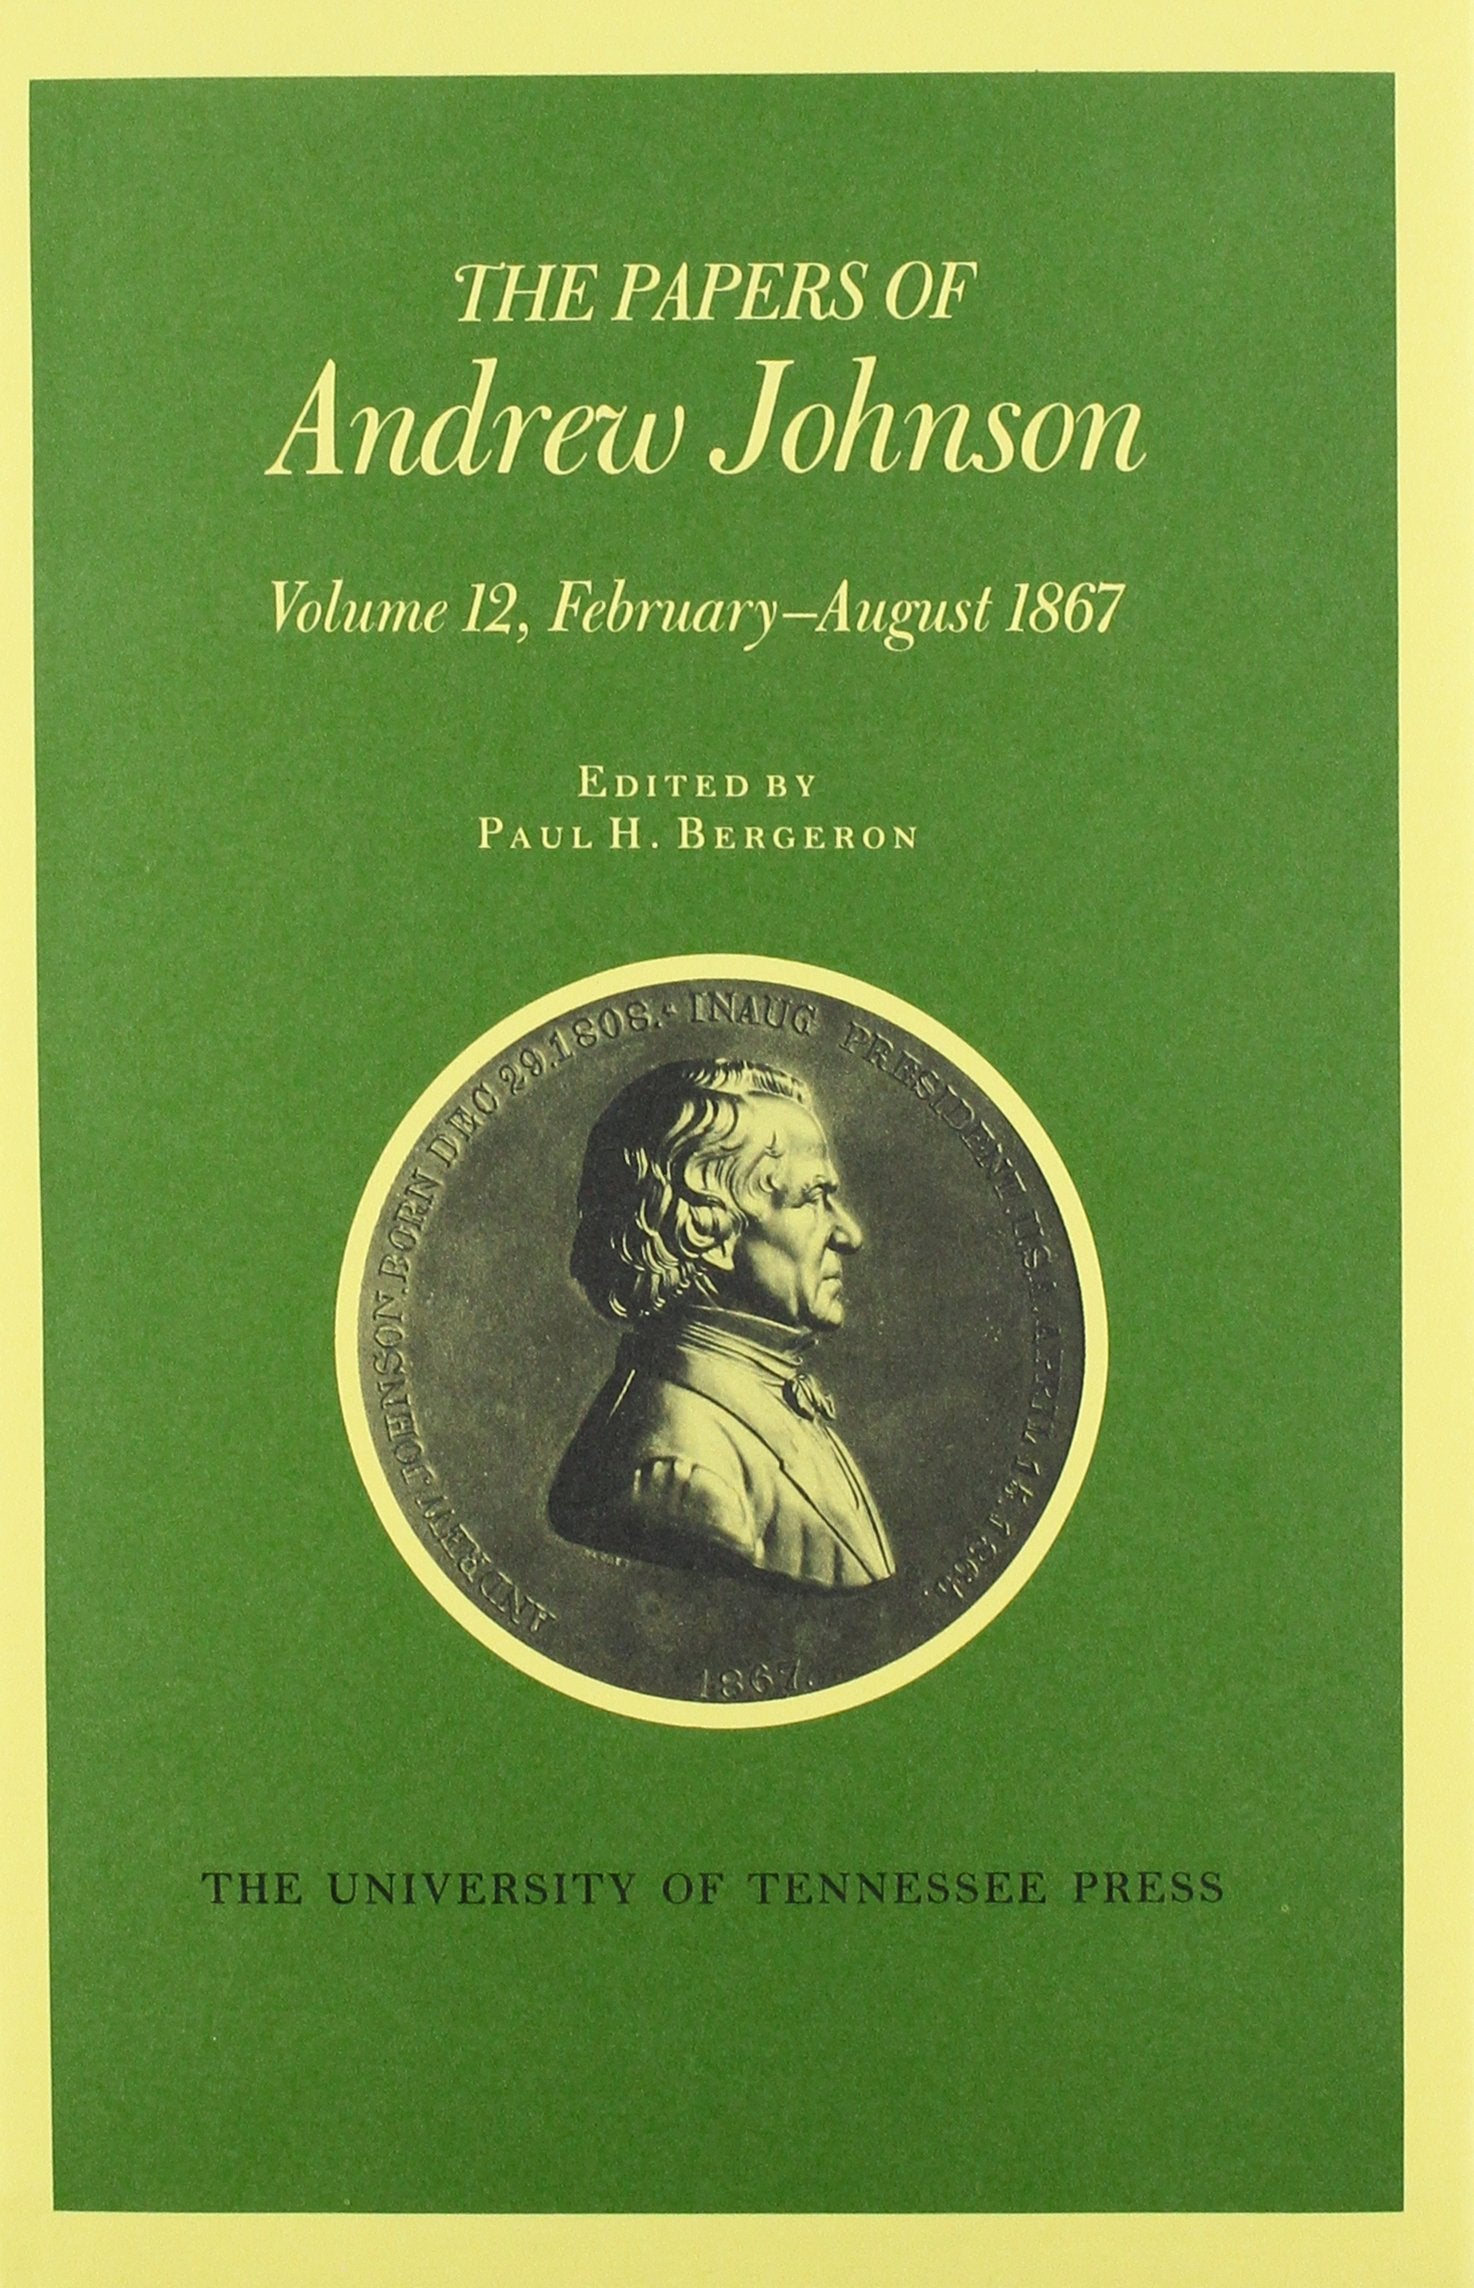 THE PAPERS OF
Andrew Johnson
Volume 12, February–August 1867
EDITED BY
PAUL H. BERGERON
ANDREW JOHNSON. BORN DEC 29. 1808. INAUG PRESIDENT. U.S. APRIL 15. 1865.
1867.
THE UNIVERSITY OF TENNESSEE PRESS